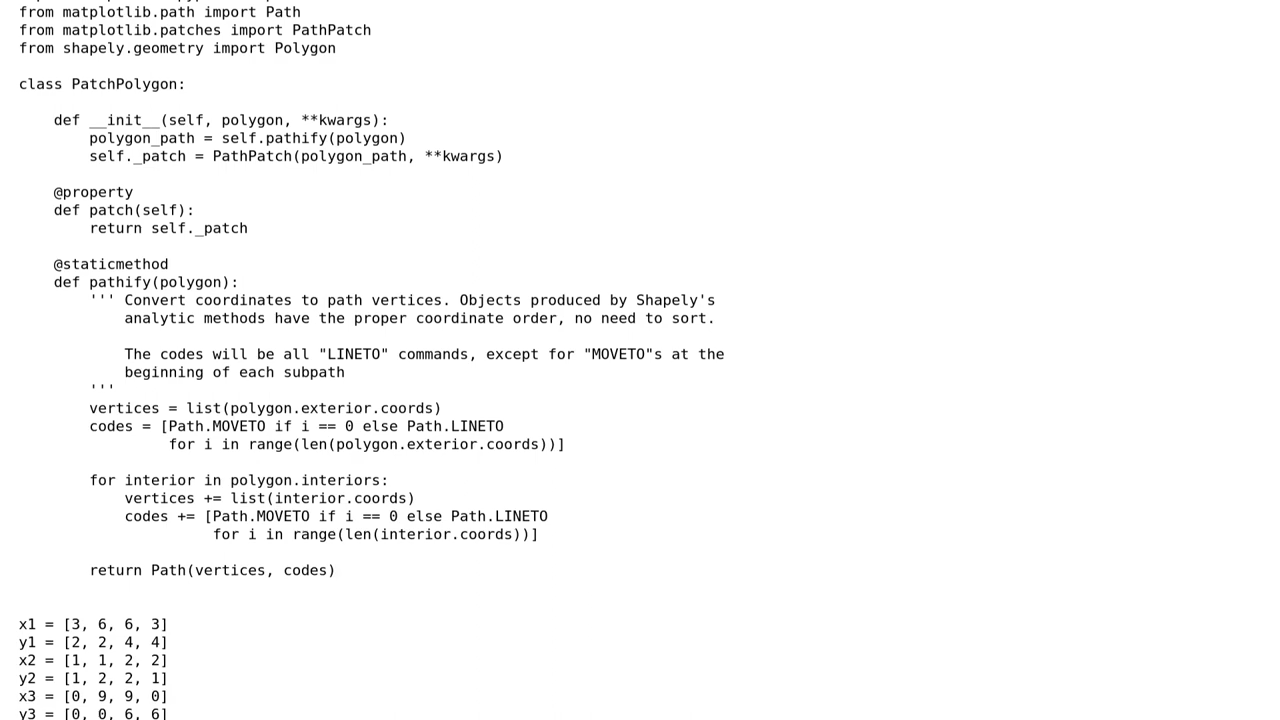 from matplotlib.path import Path
from matplotlib.patches import PathPatch
from shapely.geometry import Polygon

class PatchPolygon:

    def __init__(self, polygon, **kwargs):
        polygon_path = self.pathify(polygon)
        self._patch = PathPatch(polygon_path, **kwargs)

    @property
    def patch(self):
        return self._patch

    @staticmethod
    def pathify(polygon):
        ''' Convert coordinates to path vertices. Objects produced by Shapely's
            analytic methods have the proper coordinate order, no need to sort.

            The codes will be all "LINETO" commands, except for "MOVETO"s at the
            beginning of each subpath
        '''
        vertices = list(polygon.exterior.coords)
        codes = [Path.MOVETO if i == 0 else Path.LINETO
                 for i in range(len(polygon.exterior.coords))]

        for interior in polygon.interiors:
            vertices += list(interior.coords)
            codes += [Path.MOVETO if i == 0 else Path.LINETO
                      for i in range(len(interior.coords))]

        return Path(vertices, codes)


x1 = [3, 6, 6, 3]
y1 = [2, 2, 4, 4]
x2 = [1, 1, 2, 2]
y2 = [1, 2, 2, 1]
x3 = [0, 9, 9, 0]
y3 = [0, 0, 6, 6]